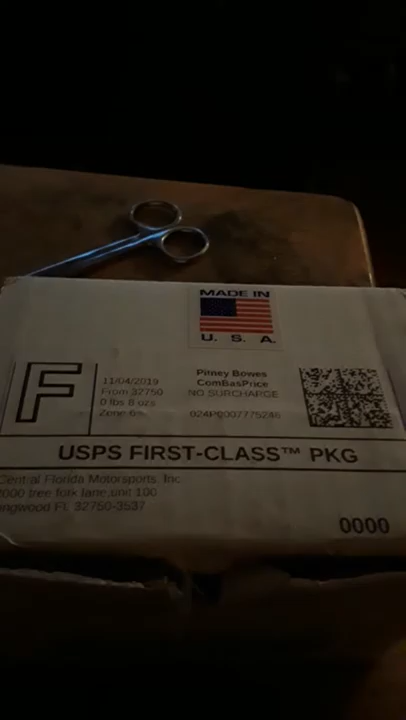 MADE IN
U. S. A.
F
11/04/2019
From 32750
0 lbs 8 ozs
Zone 6
Pitney Bowes
ComBasPrice
NO SURCHARGE
024P0007775248
USPS FIRST-CLASS™ PKG
Central Florida Motorsports Inc
2000 tree fork lane,unit 100
ongwood FL 32750-3537
0000